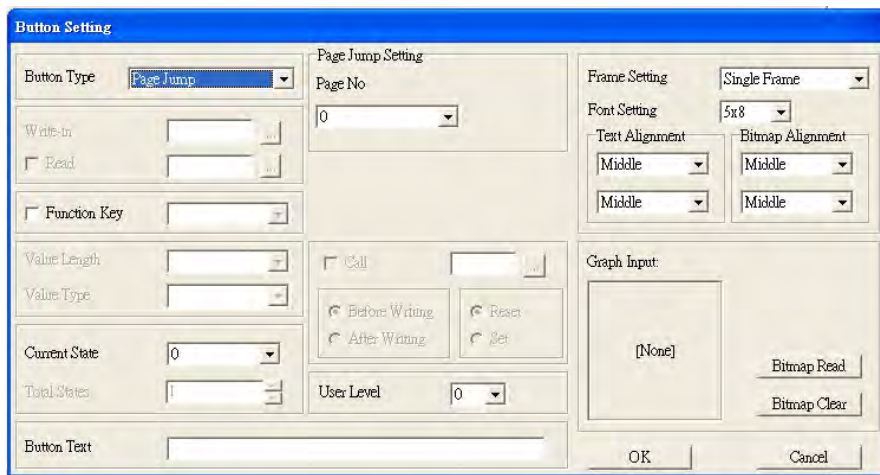 Button Setting
Button Type
Page Jump
Write-in
...
Read
...
Function Key
Value Length
Value Type
Current State
0
Total States
1
Button Text
Page Jump Setting
Page No
0
Call
...
Before Writing
After Writing
Reset
Set
User Level
0
Frame Setting
Single Frame
Font Setting
5x8
Text Alignment
Middle
Middle
Bitmap Alignment
Middle
Middle
Graph Input:
[None]
Bitmap Read
Bitmap Clear
OK
Cancel